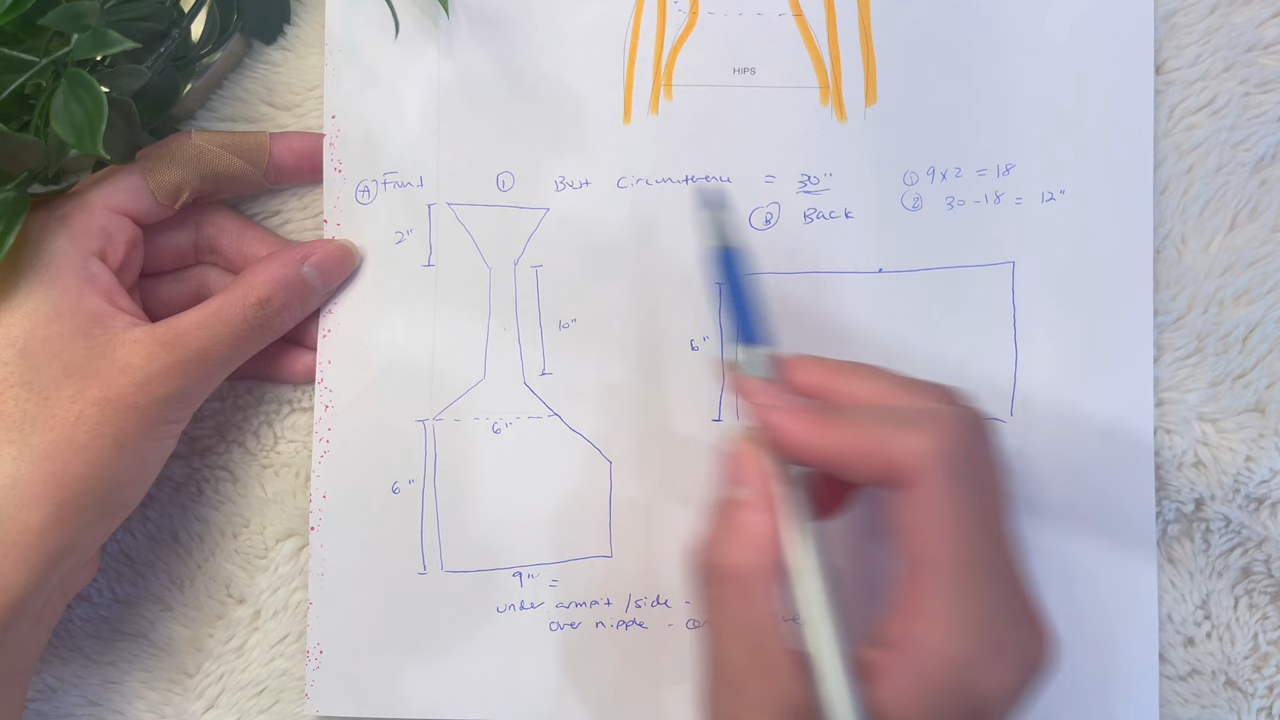 HIPS
Ⓐ Front
① Bust Circumference = 30"
① 9 x 2 = 18
② 30 - 18 = 12"
Ⓑ Back
2"
10"
6"
6"
6"
9" =
under armpit / side -
over nipple -